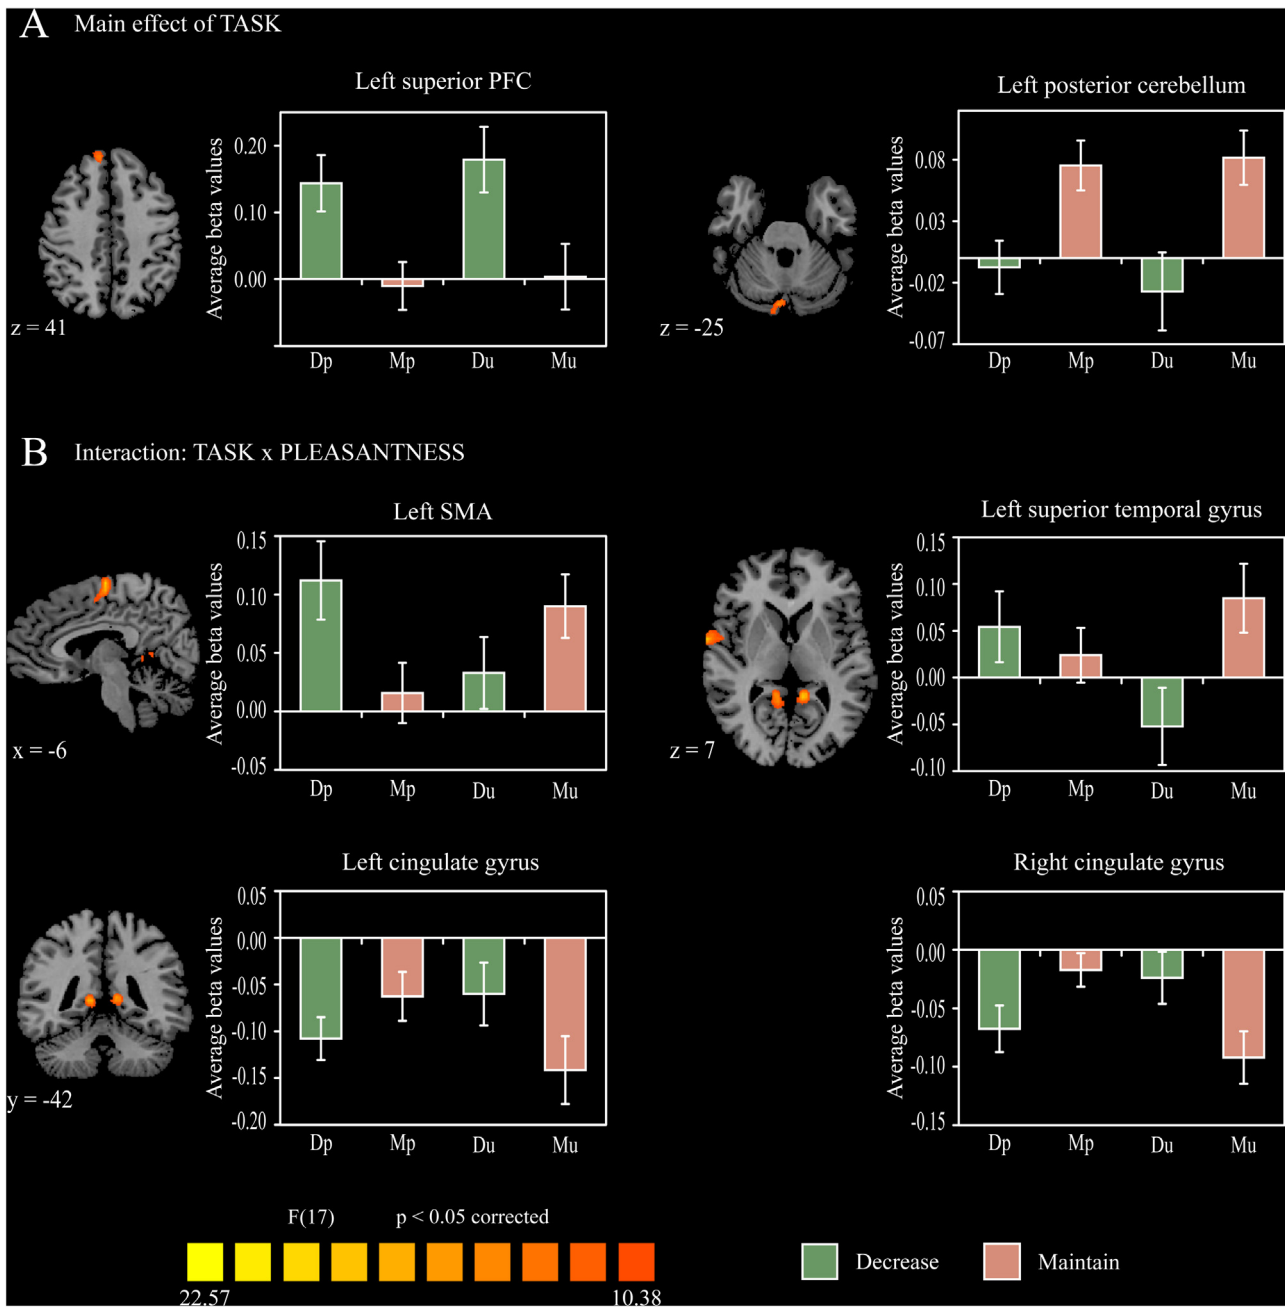 A Main effect of TASK
Left superior PFC
Average beta values
0.20
0.10
0.00
Dp Mp Du Mu
z = 41
Left posterior cerebellum
Average beta values
0.08
0.03
-0.02
-0.07
Dp Mp Du Mu
z = -25
B Interaction: TASK x PLEASANTNESS
Left SMA
Average beta values
0.15
0.10
0.05
0.00
-0.05
Dp Mp Du Mu
x = -6
Left superior temporal gyrus
Average beta values
0.15
0.10
0.05
0.00
-0.05
-0.10
Dp Mp Du Mu
z = 7
Left cingulate gyrus
Average beta values
0.05
0.00
-0.05
-0.10
-0.15
-0.20
Dp Mp Du Mu
y = -42
Right cingulate gyrus
Average beta values
0.05
0.00
-0.05
-0.10
-0.15
Dp Mp Du Mu
F(17) p < 0.05 corrected
22.57 10.38
Decrease Maintain